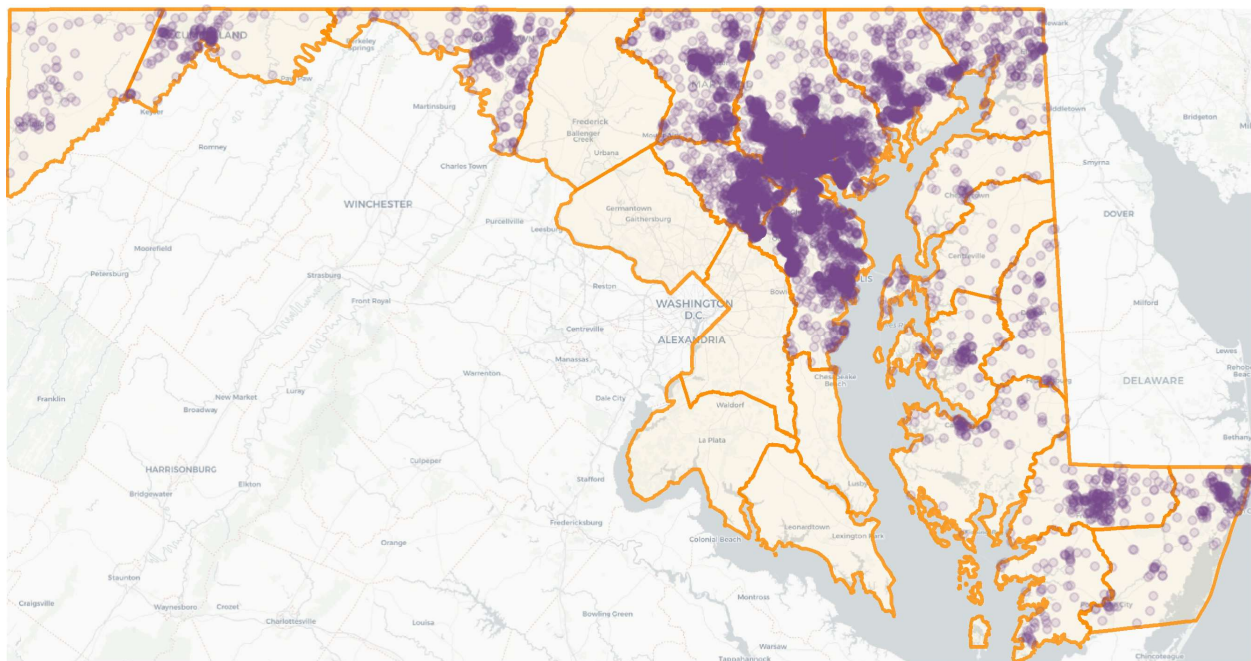 Newark
Berkeley
Springs
Paw Paw
Keyser
Middletown
Martinsburg
Bridgeton
Romney
Frederick
Ballenger
Creek
Urbana
Charles Town
Smyrna
WINCHESTER
Germantown
Gaithersburg
DOVER
Purcellville
Leesburg
Moorefield
Centreville
Petersburg
Strasburg
Reston
Front Royal
WASHINGTON
D.C.
Milford
Centreville
ALEXANDRIA
Manassas
Lewes
Warrenton
Chesapeake
Beach
DELAWARE
Luray
Franklin
New Market
Dale City
Broadway
Waldorf
Bethany
La Plata
HARRISONBURG
Culpeper
Elkton
Stafford
Lusby
Bridgewater
Fredericksburg
Leonardtown
Lexington Park
Orange
Colonial Beach
Staunton
Craigsville
Waynesboro
Crozet
Montross
Charlottesville
Louisa
Bowling Green
Warsaw
Tappahannock
Chincoteague